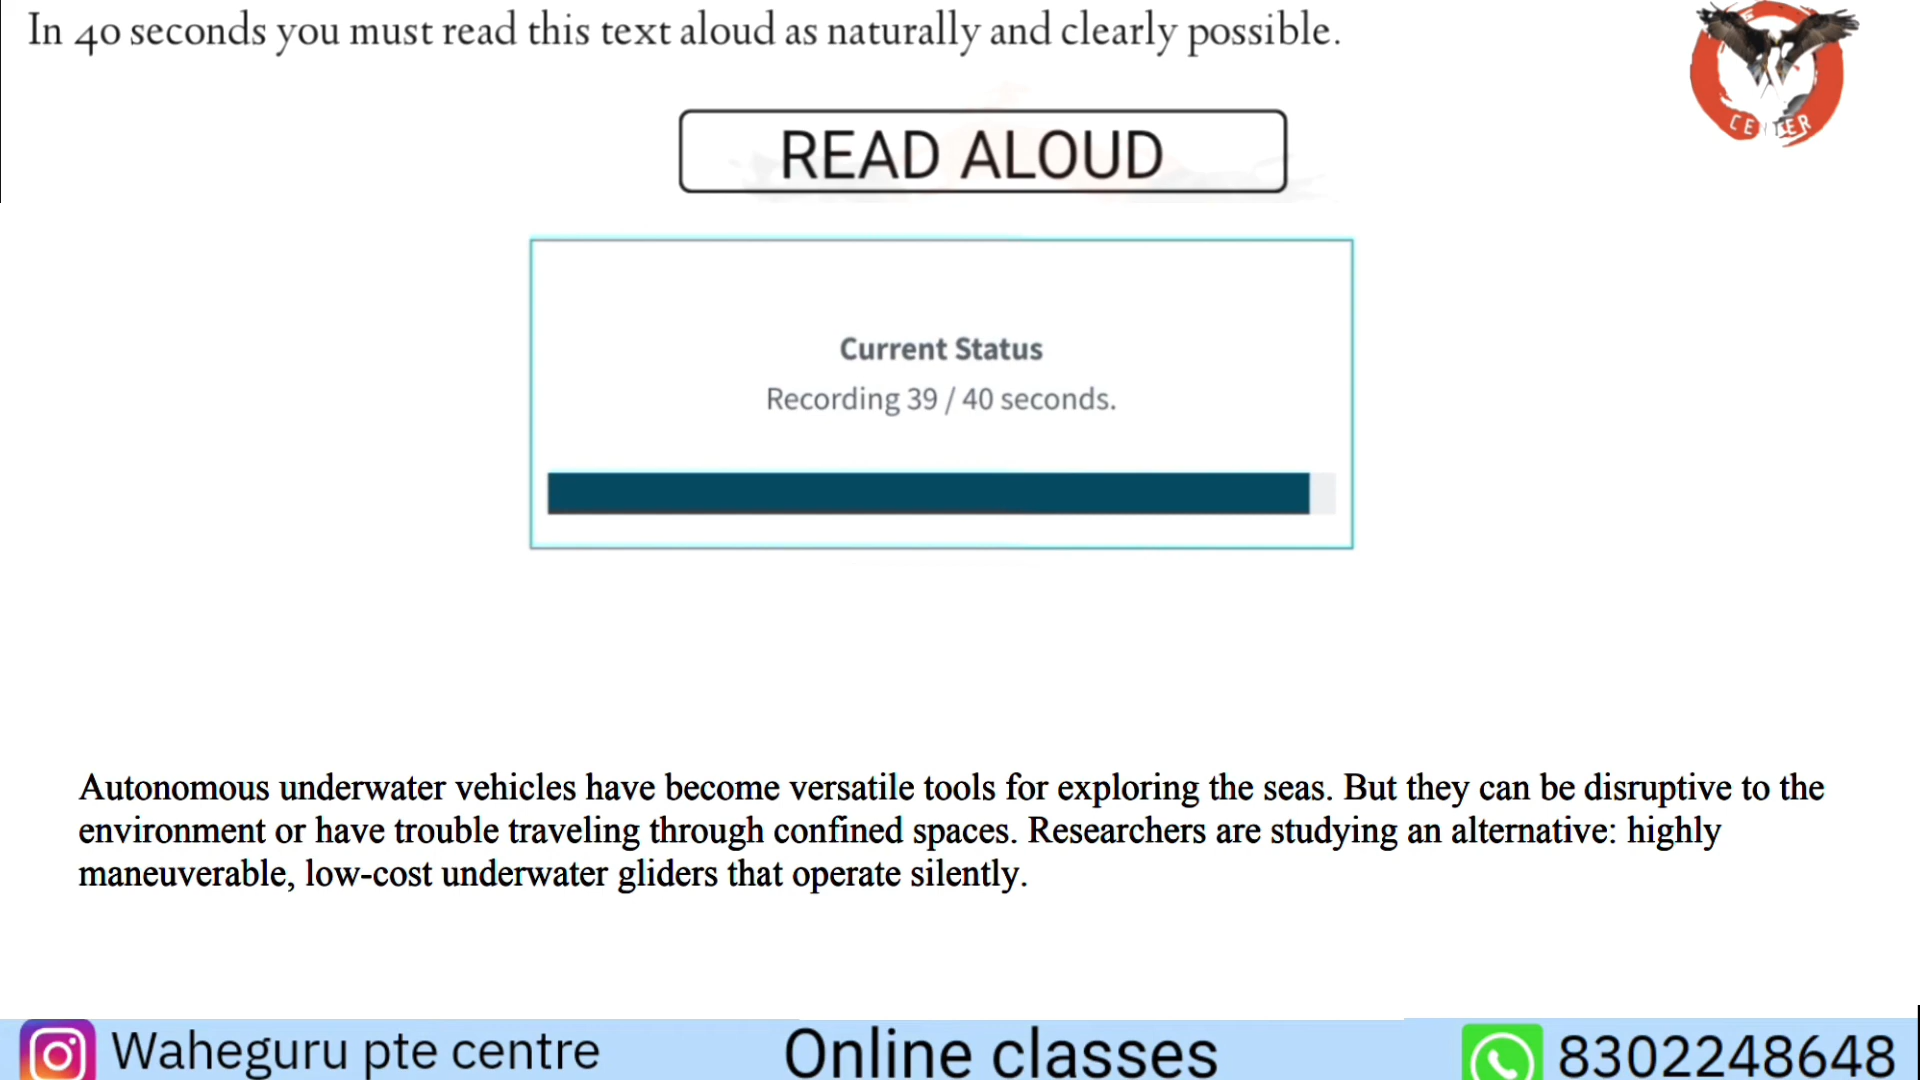 In 40 seconds you must read this text aloud as naturally and clearly possible.
READ ALOUD
Current Status
Recording 39 / 40 seconds.
Autonomous underwater vehicles have become versatile tools for exploring the seas. But they can be disruptive to the
environment or have trouble traveling through confined spaces. Researchers are studying an alternative: highly
maneuverable, low-cost underwater gliders that operate silently.
Waheguru pte centre
Online classes
8302248648